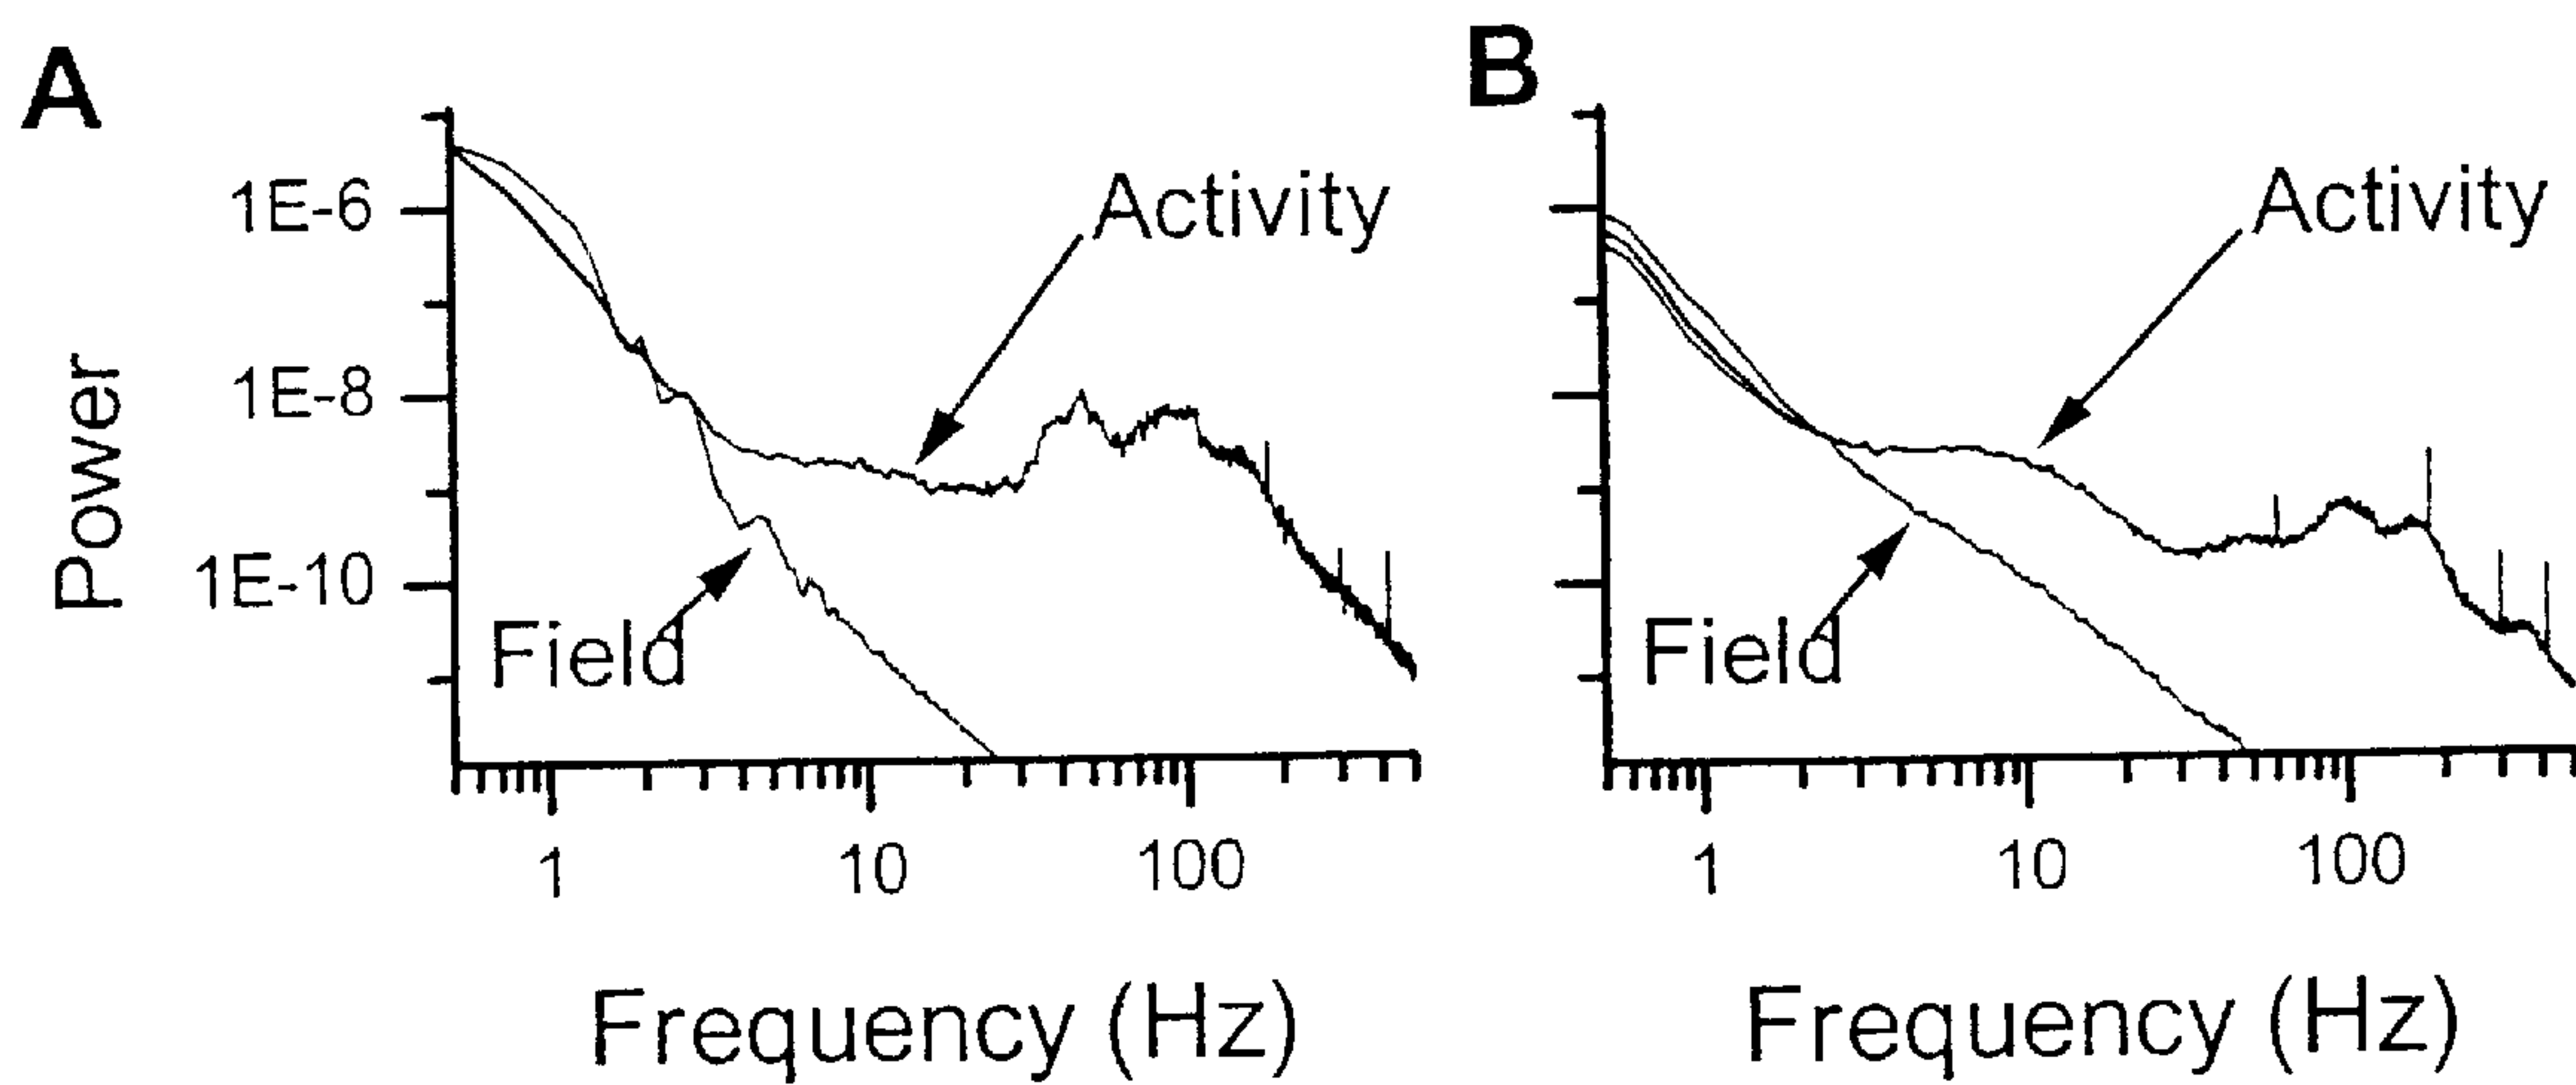 A
Power
1E-6
1E-8
1E-10
Activity
Field
1
10
100
Frequency (Hz)
B
Activity
Field
1
10
100
Frequency (Hz)